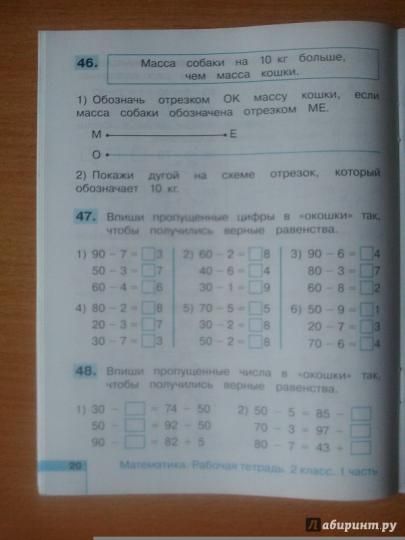 46. Масса собаки на 10 кг больше,
чем масса кошки.
1) Обозначь отрезком ОК массу кошки, если
масса собаки обозначена отрезком МЕ.
М Е
О
2) Покажи дугой на схеме отрезок, который
обозначает 10 кг.
47. Впиши пропущенные цифры в «окошки» так,
чтобы получились верные равенства.
1) 90 − 7 = □3 2) 60 − 2 = □8 3) 90 − 6 = □4
50 − 3 = □7 40 − 6 = □4 80 − 3 = □7
60 − 4 = □6 30 − 1 = □9 60 − 8 = □2
4) 80 − 2 = □8 5) 70 − 5 = □5 6) 50 − 9 = □1
20 − 3 = □7 30 − 2 = □8 20 − 7 = □3
30 − 7 = □3 50 − 2 = □8 70 − 6 = □4
48. Впиши пропущенные числа в «окошки» так,
чтобы получились верные равенства.
1) 30 − □ = 74 − 50 2) 50 − 5 = 85 − □
50 − □ = 92 − 50 70 − 3 = 97 − □
90 − □ = 82 + 5 80 − 7 = 43 + □
20 Математика. Рабочая тетрадь. 2 класс. 1 часть
лабиринт.ру